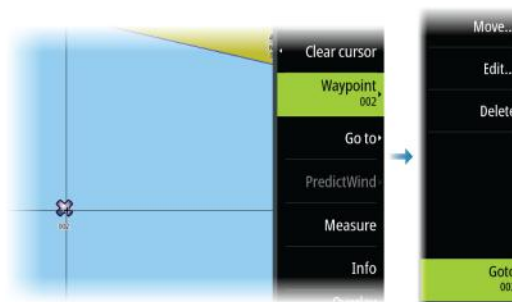 Clear cursor
Waypoint
002
Go to
PredictWind
Measure
Info
002
Move...
Edit...
Delete
Goto